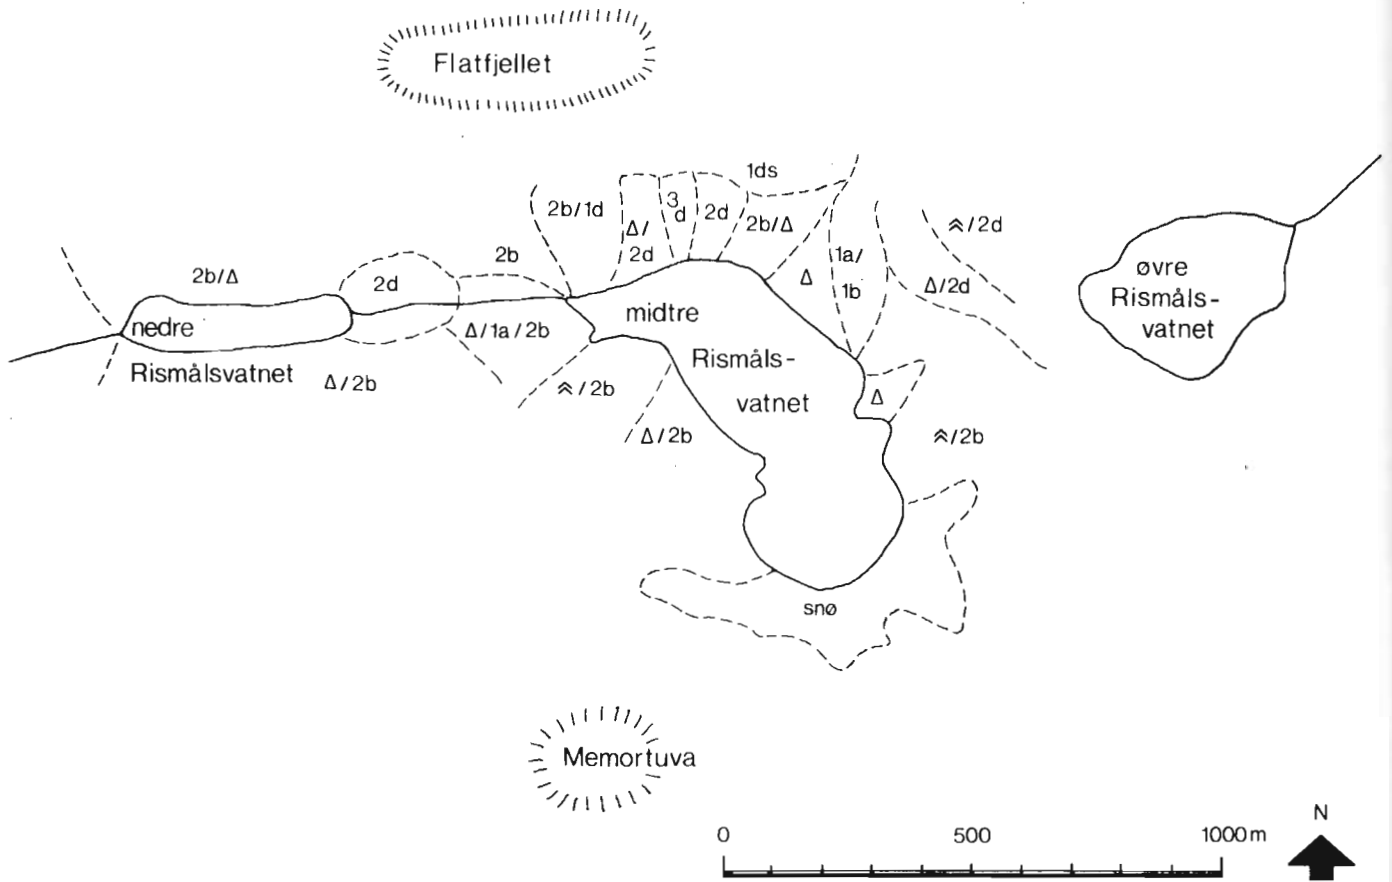 Flatfjellet
1ds
2b/1d
Δ/
2d
3
d
2d
2b/Δ
Δ
1a/
1b
⩓/2d
Δ/2d
2b/Δ
2d
2b
øvre
Rismåls-
vatnet
nedre
Rismålsvatnet
Δ/1a/2b
midtre
Rismåls-
vatnet
Δ/2b
⩓/2b
Δ/2b
Δ
⩓/2b
snø
Memortuva
0 500 1000m
N